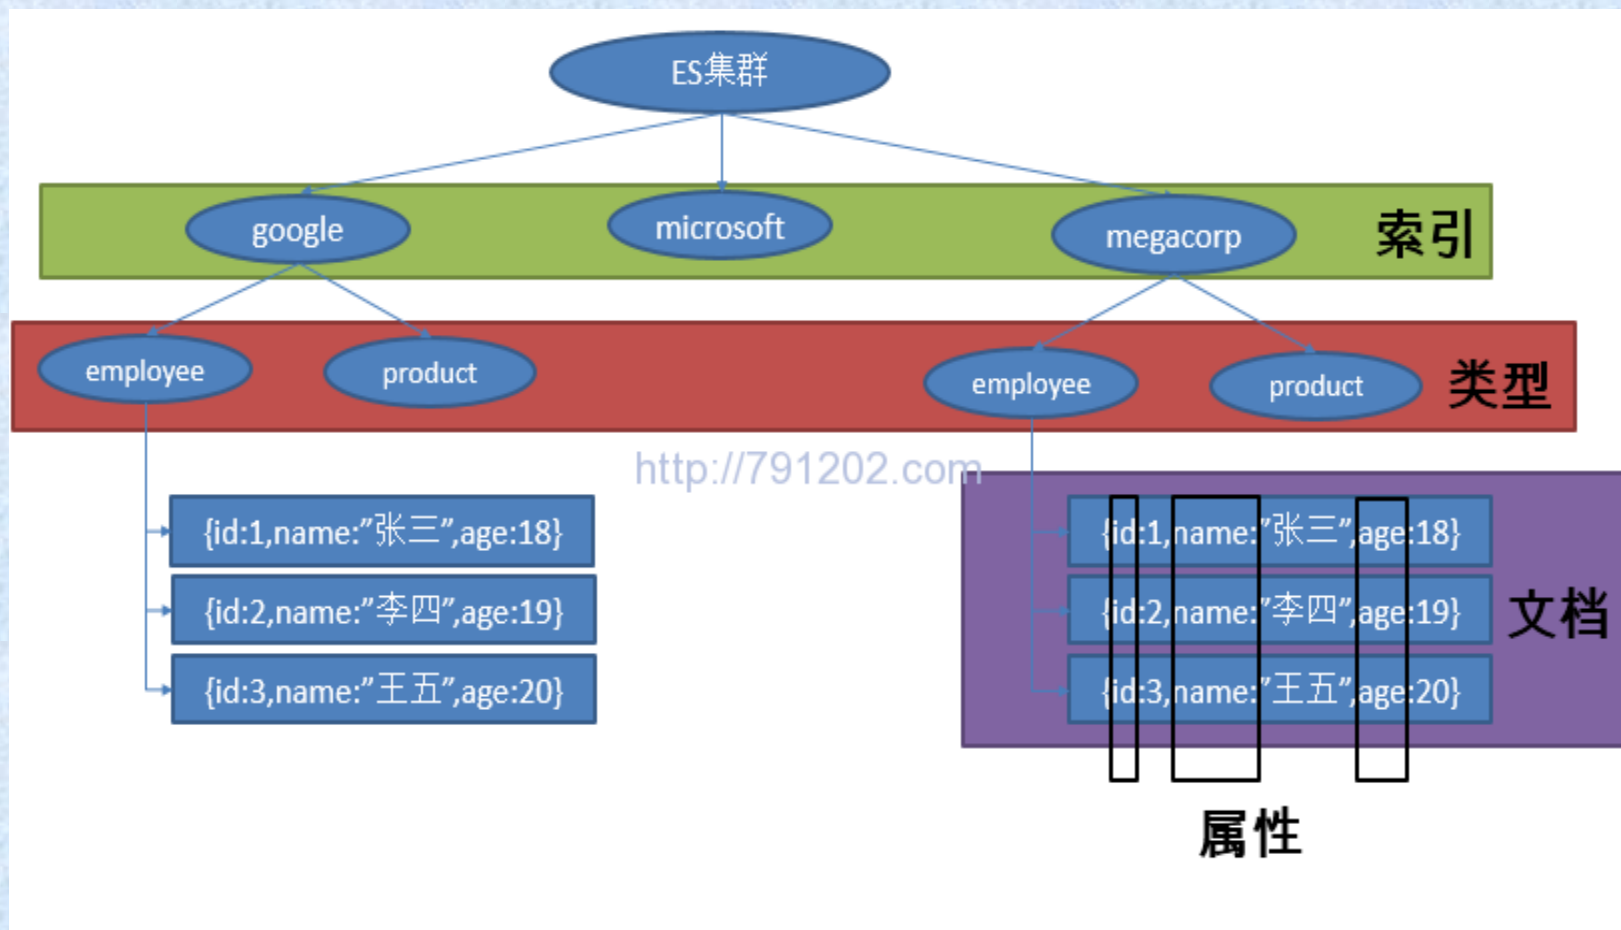 ES集群
google
microsoft
megacorp
索引
employee
product
employee
product
类型
http://791202.com
{id:1,name:”张三”,age:18}
{id:2,name:”李四”,age:19}
{id:3,name:”王五”,age:20}
{id:1,name:”张三”,age:18}
{id:2,name:”李四”,age:19}
{id:3,name:”王五”,age:20}
文档
属性